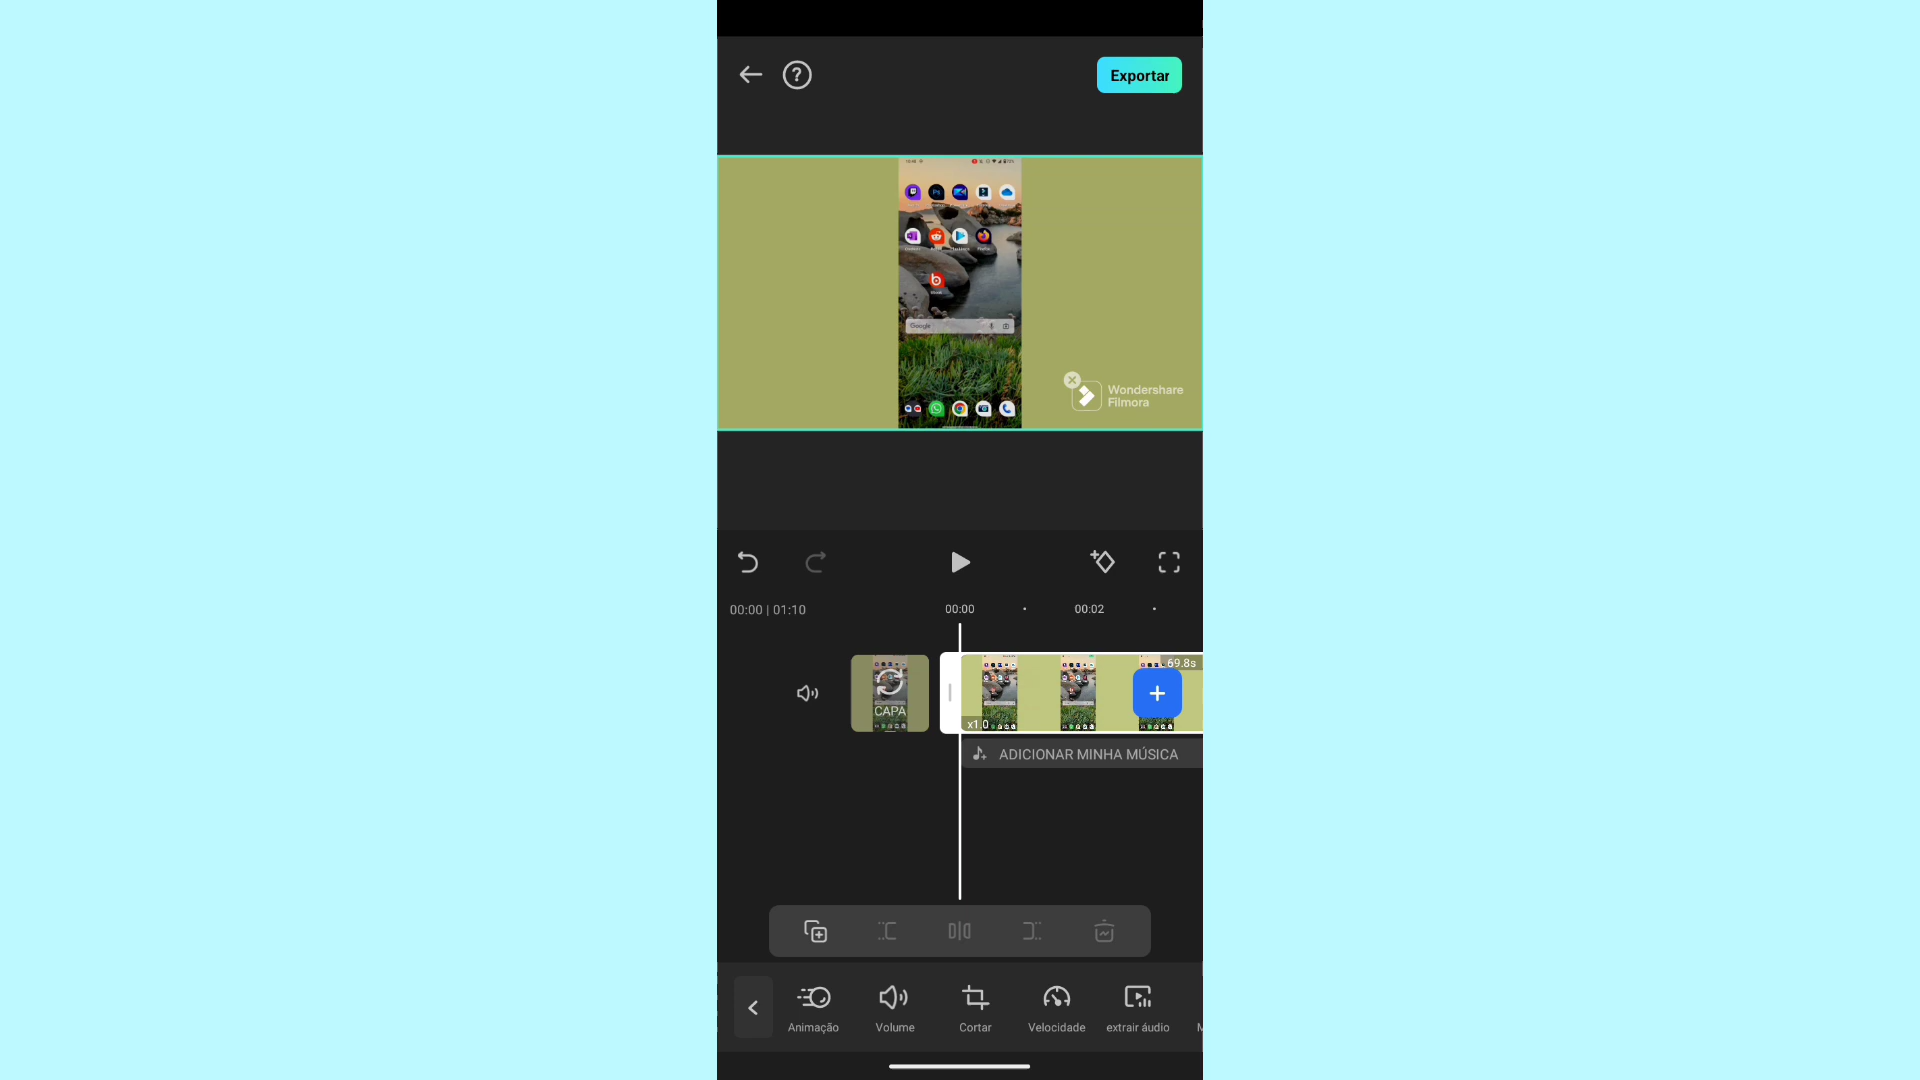 Exportar
Google
Wondershare
Filmora
00:00 | 01:10
00:00
00:02
69.8s
CAPA
x1.0
ADICIONAR MINHA MÚSICA
Animação
Volume
Cortar
Velocidade
extrair áudio